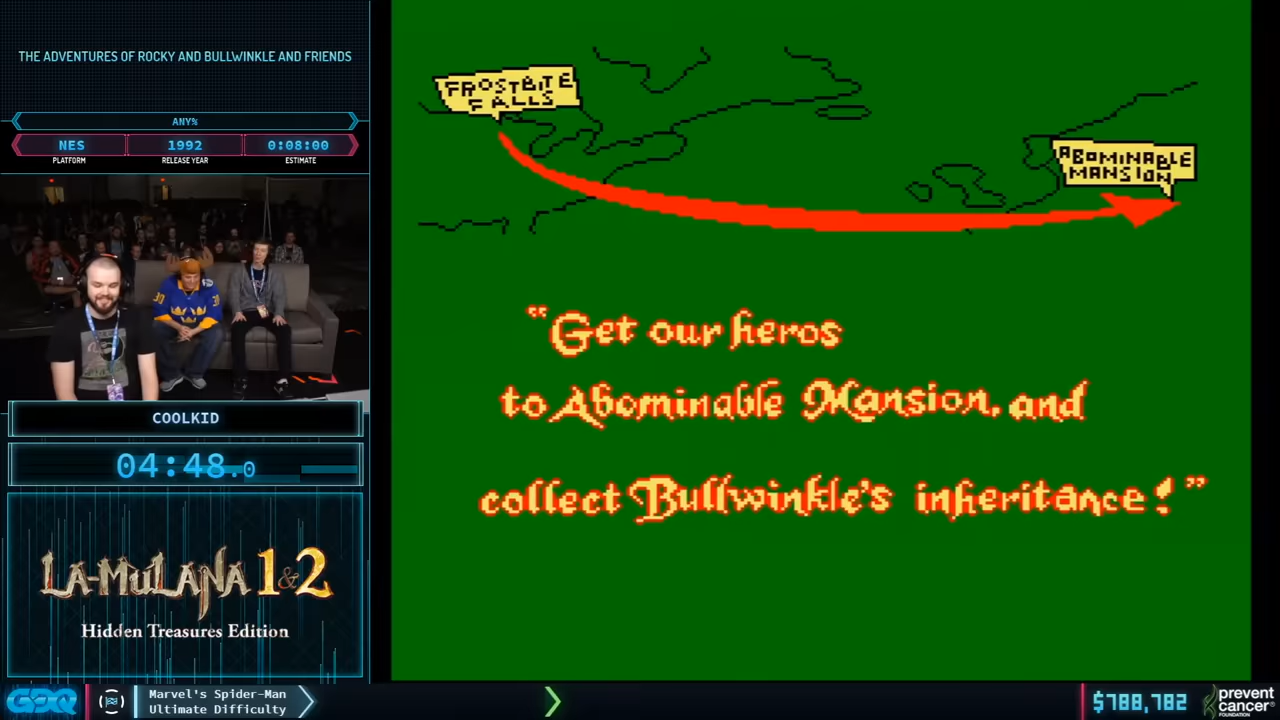 THE ADVENTURES OF ROCKY AND BULLWINKLE AND FRIENDS
ANY%
NES
1992
0:08:00
PLATFORM
RELEASE YEAR
ESTIMATE
COOLKID
04:48.0
LA-MULANA 1&2
Hidden Treasures Edition
FROSTBITE
FALLS
ABOMINABLE
MANSION
"Get our heros
to Abominable Mansion, and
collect Bullwinkle's inheritance!"
GDQ
Marvel's Spider-Man
Ultimate Difficulty
$788,782
prevent
cancer
FOUNDATION